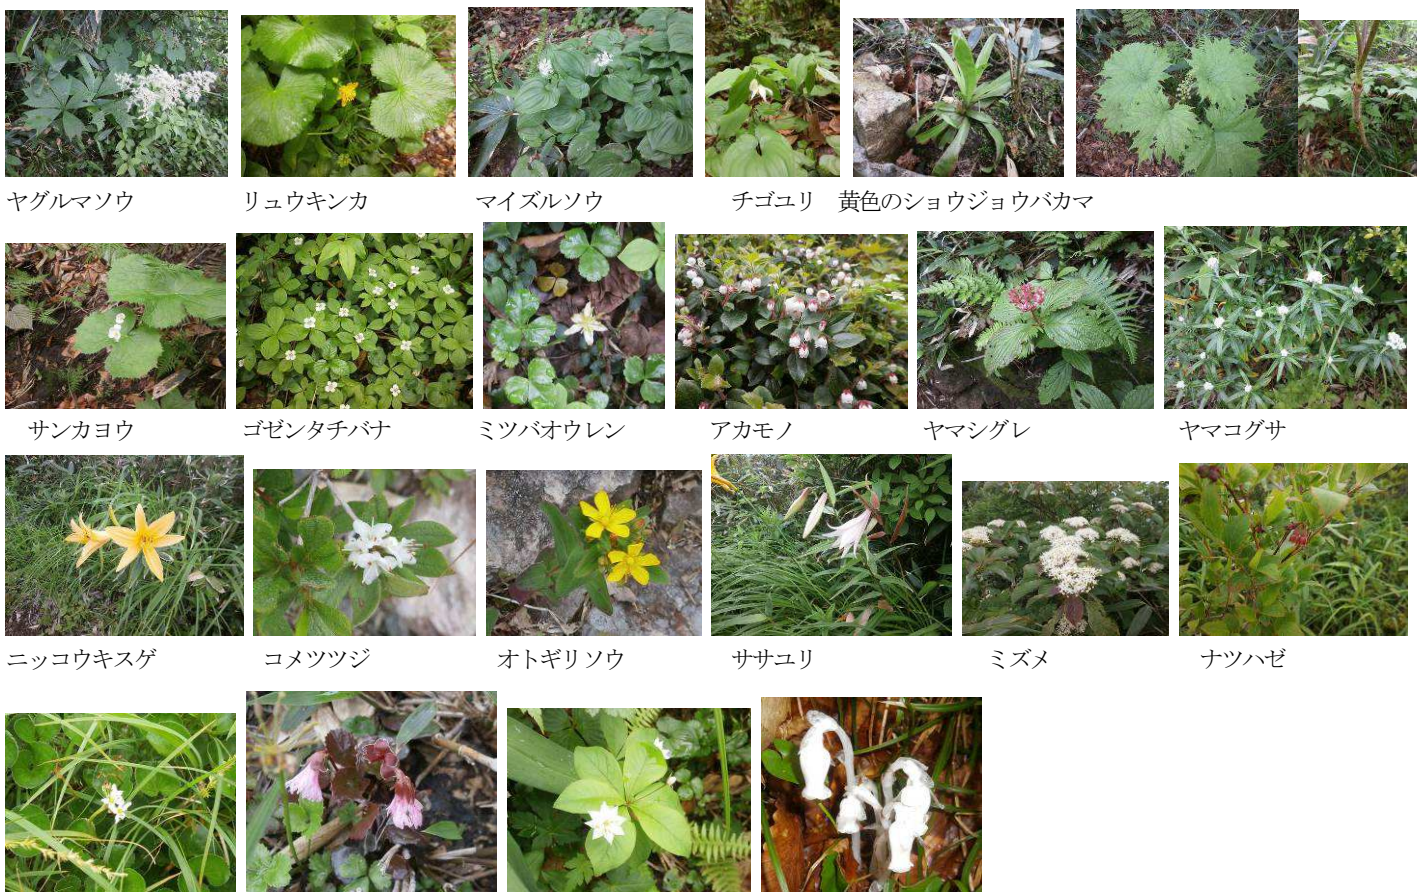 ヤグルマソウ リュウキンカ マイズルソウ チゴユリ 黄色のショウジョウバカマ
サンカヨウ ゴゼンタチバナ ミツバオウレン アカモノ ヤマシグレ ヤマコグサ
ニッコウキスゲ コメツツジ オトギリソウ ササユリ ミズメ ナツハゼ